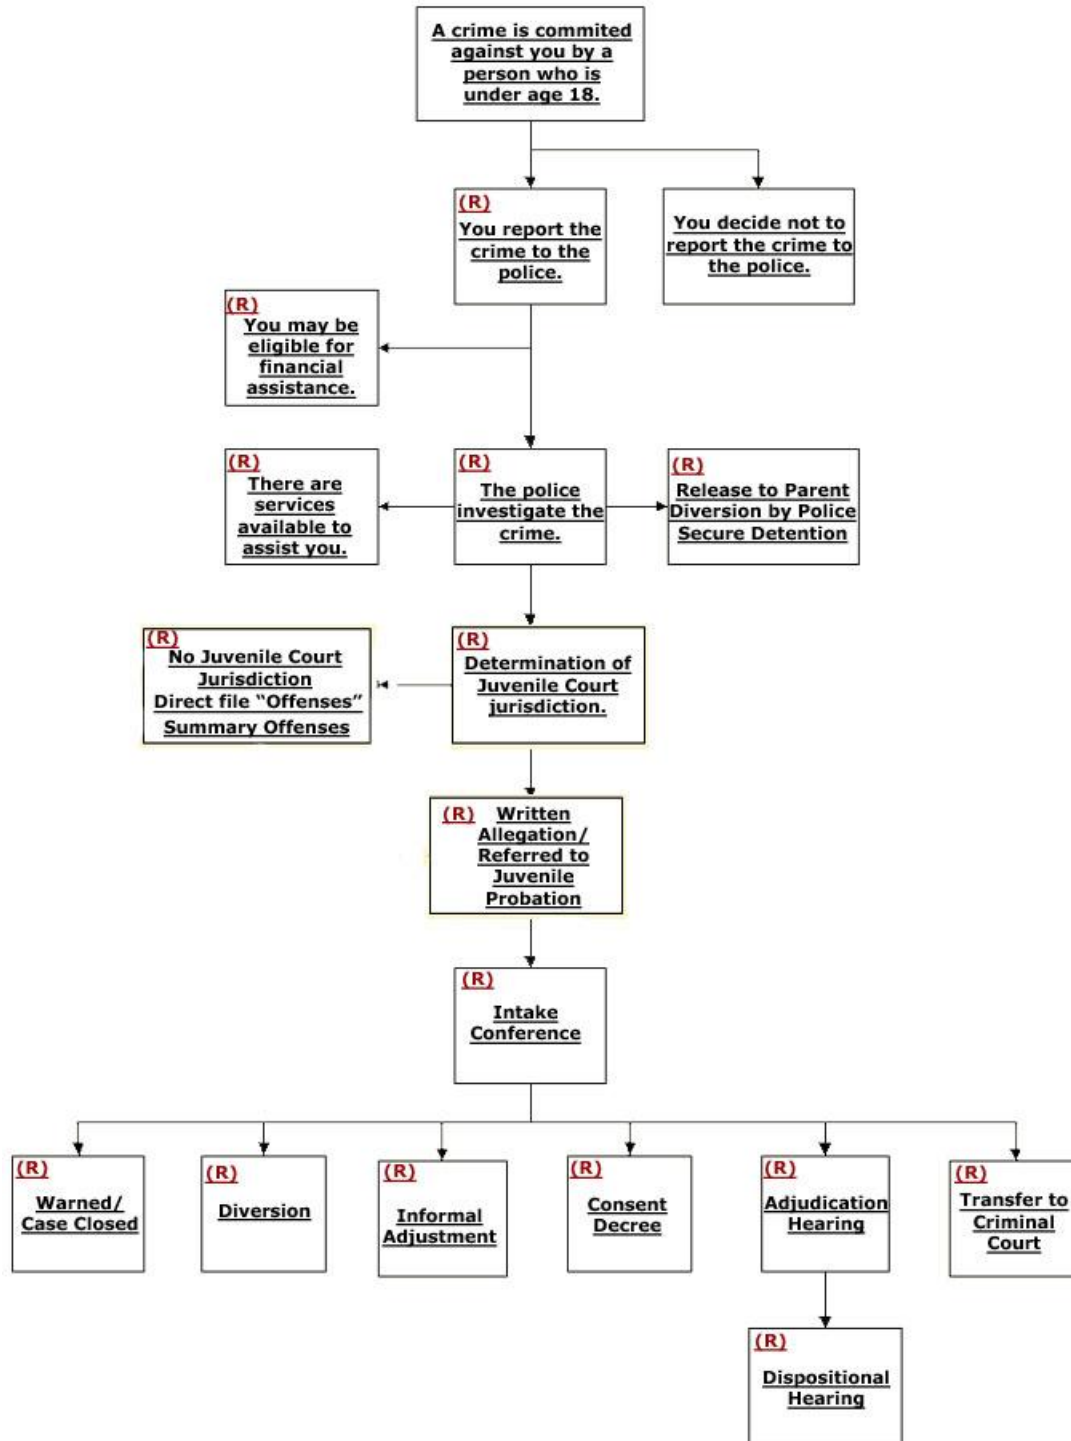 A crime is commited
against you by a
person who is
under age 18.
(R)
You report the
crime to the
police.
You decide not to
report the crime to
the police.
(R)
You may be
eligible for
financial
assistance.
(R)
There are
services
available to
assist you.
(R)
The police
investigate the
crime.
(R)
Release to Parent
Diversion by Police
Secure Detention
(R)
No Juvenile Court
Jurisdiction
Direct file “Offenses”
Summary Offenses
(R)
Determination of
Juvenile Court
jurisdiction.
(R) Written
Allegation/
Referred to
Juvenile
Probation
(R)
Intake
Conference
(R)
Warned/
Case Closed
(R)
Diversion
(R)
Informal
Adjustment
(R)
Consent
Decree
(R)
Adjudication
Hearing
(R)
Transfer to
Criminal
Court
(R)
Dispositional
Hearing